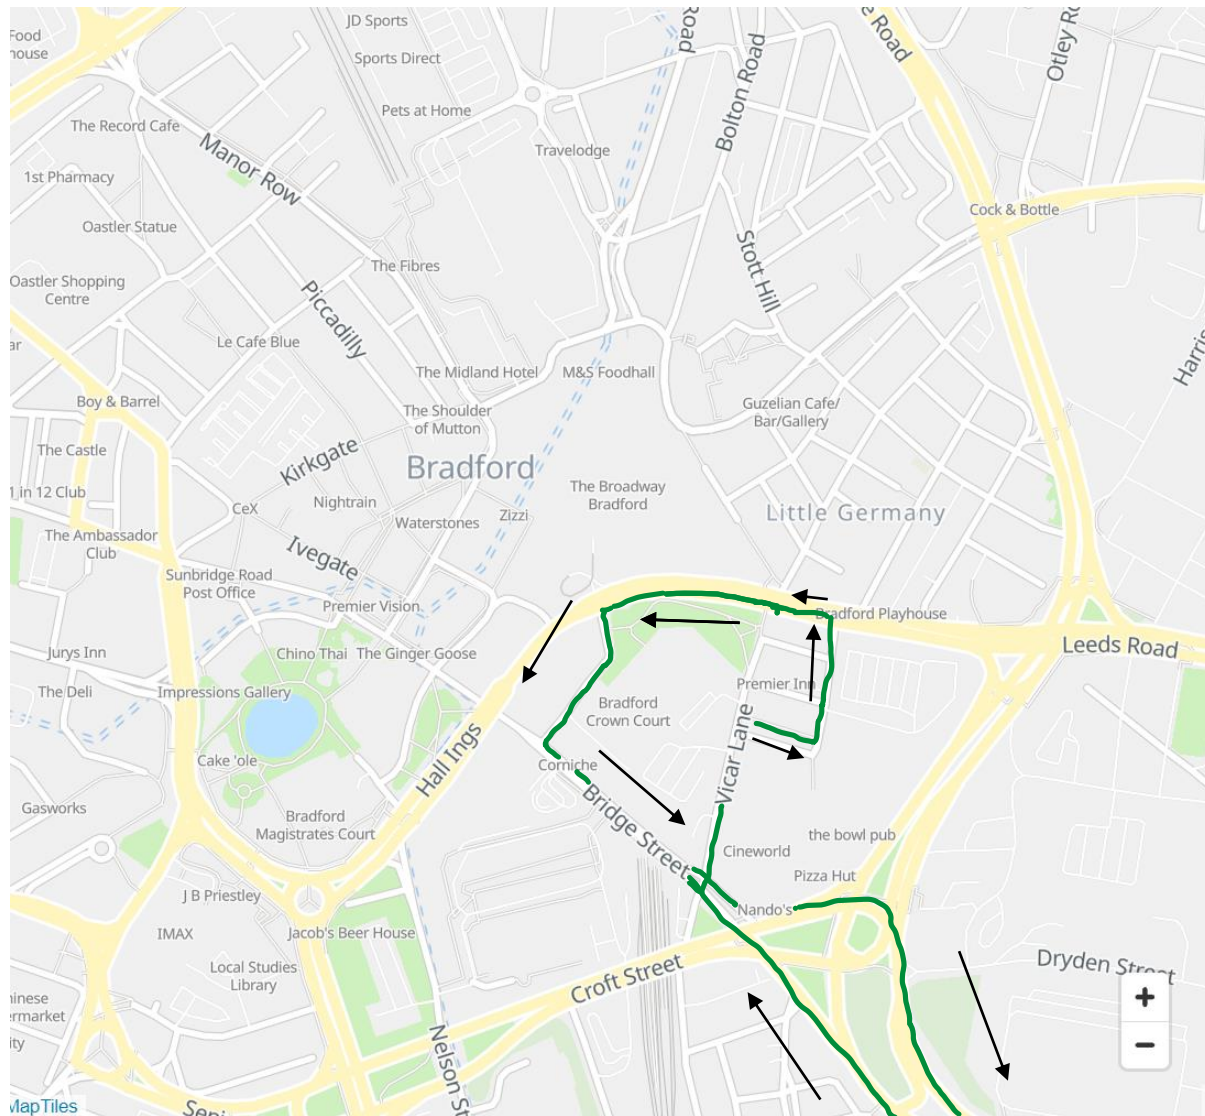 Food
house
JD Sports
Sports Direct
Pets at Home
Road
e Road
Otley Ro
Bolton Road
The Record Cafe
Manor Row
Travelodge
1st Pharmacy
Cock & Bottle
Oastler Statue
Stott Hill
The Fibres
Oastler Shopping
Centre
Piccadilly
Harris
ar
Le Cafe Blue
The Midland Hotel
M&S Foodhall
Boy & Barrel
The Shoulder
of Mutton
Guzelian Cafe/
Bar/Gallery
The Castle
Kirkgate
Bradford
1 in 12 Club
Nightrain
The Broadway
Bradford
CeX
Waterstones
Zizzi
Little Germany
The Ambassador
Club
Ivegate
Sunbridge Road
Post Office
Premier Vision
Bradford Playhouse
Jurys Inn
Chino Thai
The Ginger Goose
Leeds Road
The Deli
Impressions Gallery
Premier Inn
Bradford
Crown Court
Vicar Lane
Cake 'ole
Hall Ings
Corniche
Gasworks
Bradford
Magistrates Court
Bridge Street
the bowl pub
Cineworld
Pizza Hut
J B Priestley
Nando's
IMAX
Jacob's Beer House
Local Studies
Library
Croft Street
Dryden Street
+
−
hinese
ermarket
ity
Nelson St
MapTiles